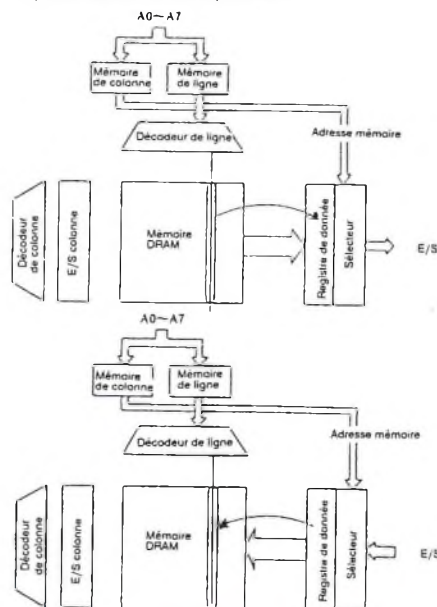 A0~A7
Mémoire
de colonne
Mémoire
de ligne
Décodeur de ligne
Adresse mémoire
Décodeur
de colonne
E/S colonne
Mémoire
DRAM
Registre de donnée
Sélecteur
E/S
A0~A7
Mémoire
de colonne
Mémoire
de ligne
Décodeur de ligne
Adresse mémoire
Décodeur
de colonne
E/S colonne
Mémoire
DRAM
Registre de donnée
Sélecteur
E/S